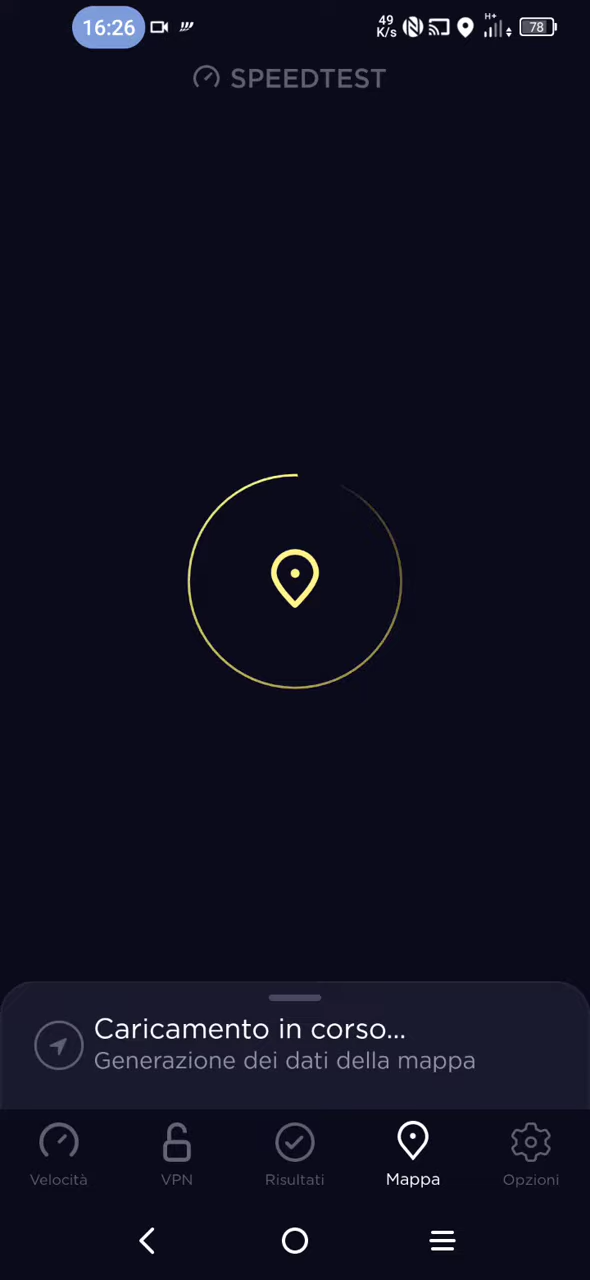 16:26
49
K/s
H+
78
SPEEDTEST
Caricamento in corso...
Generazione dei dati della mappa
Velocità
VPN
Risultati
Mappa
Opzioni